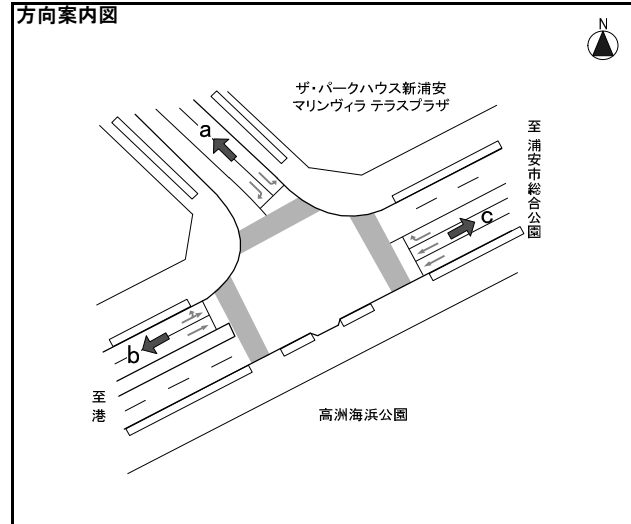 方向案内図
N
ザ・パークハウス新浦安
マリンヴィラ テラスプラザ
a
至 浦安市総合公園
c
b
至 港
高洲海浜公園